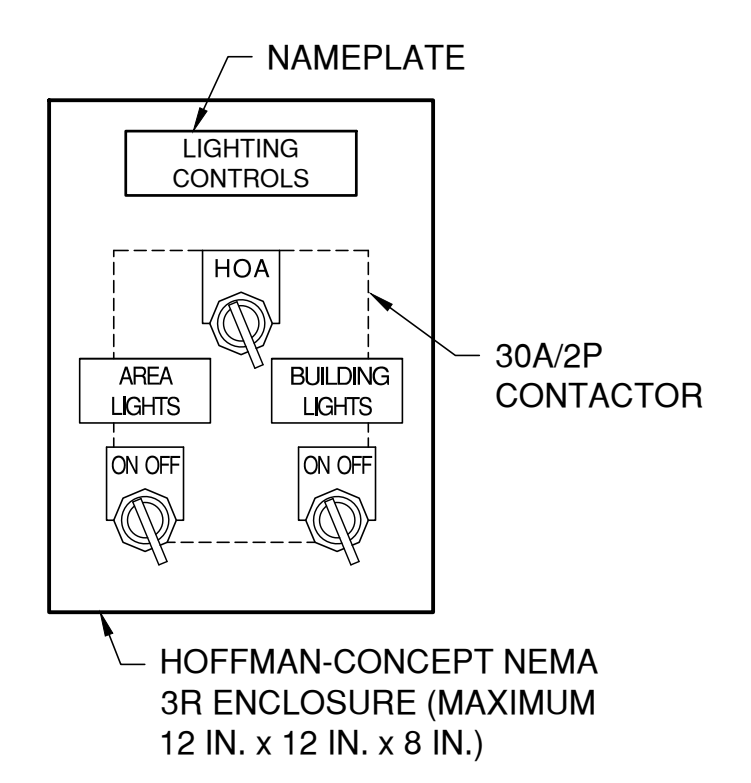 NAMEPLATE
LIGHTING
CONTROLS
HOA
30A/2P
CONTACTOR
AREA
LIGHTS
BUILDING
LIGHTS
ON OFF
ON OFF
HOFFMAN-CONCEPT NEMA
3R ENCLOSURE (MAXIMUM
12 IN. x 12 IN. x 8 IN.)